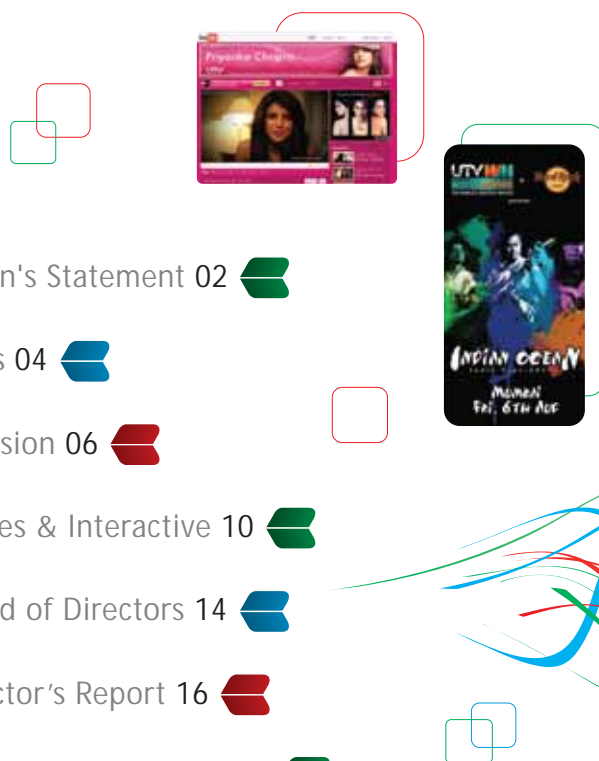 Priyanka Chopra
UTV
INDIAN OCEAN
MUMBAI
FRI, 6TH
n's Statement 02
s 04
sion 06
es & Interactive 10
d of Directors 14
ctor's Report 16